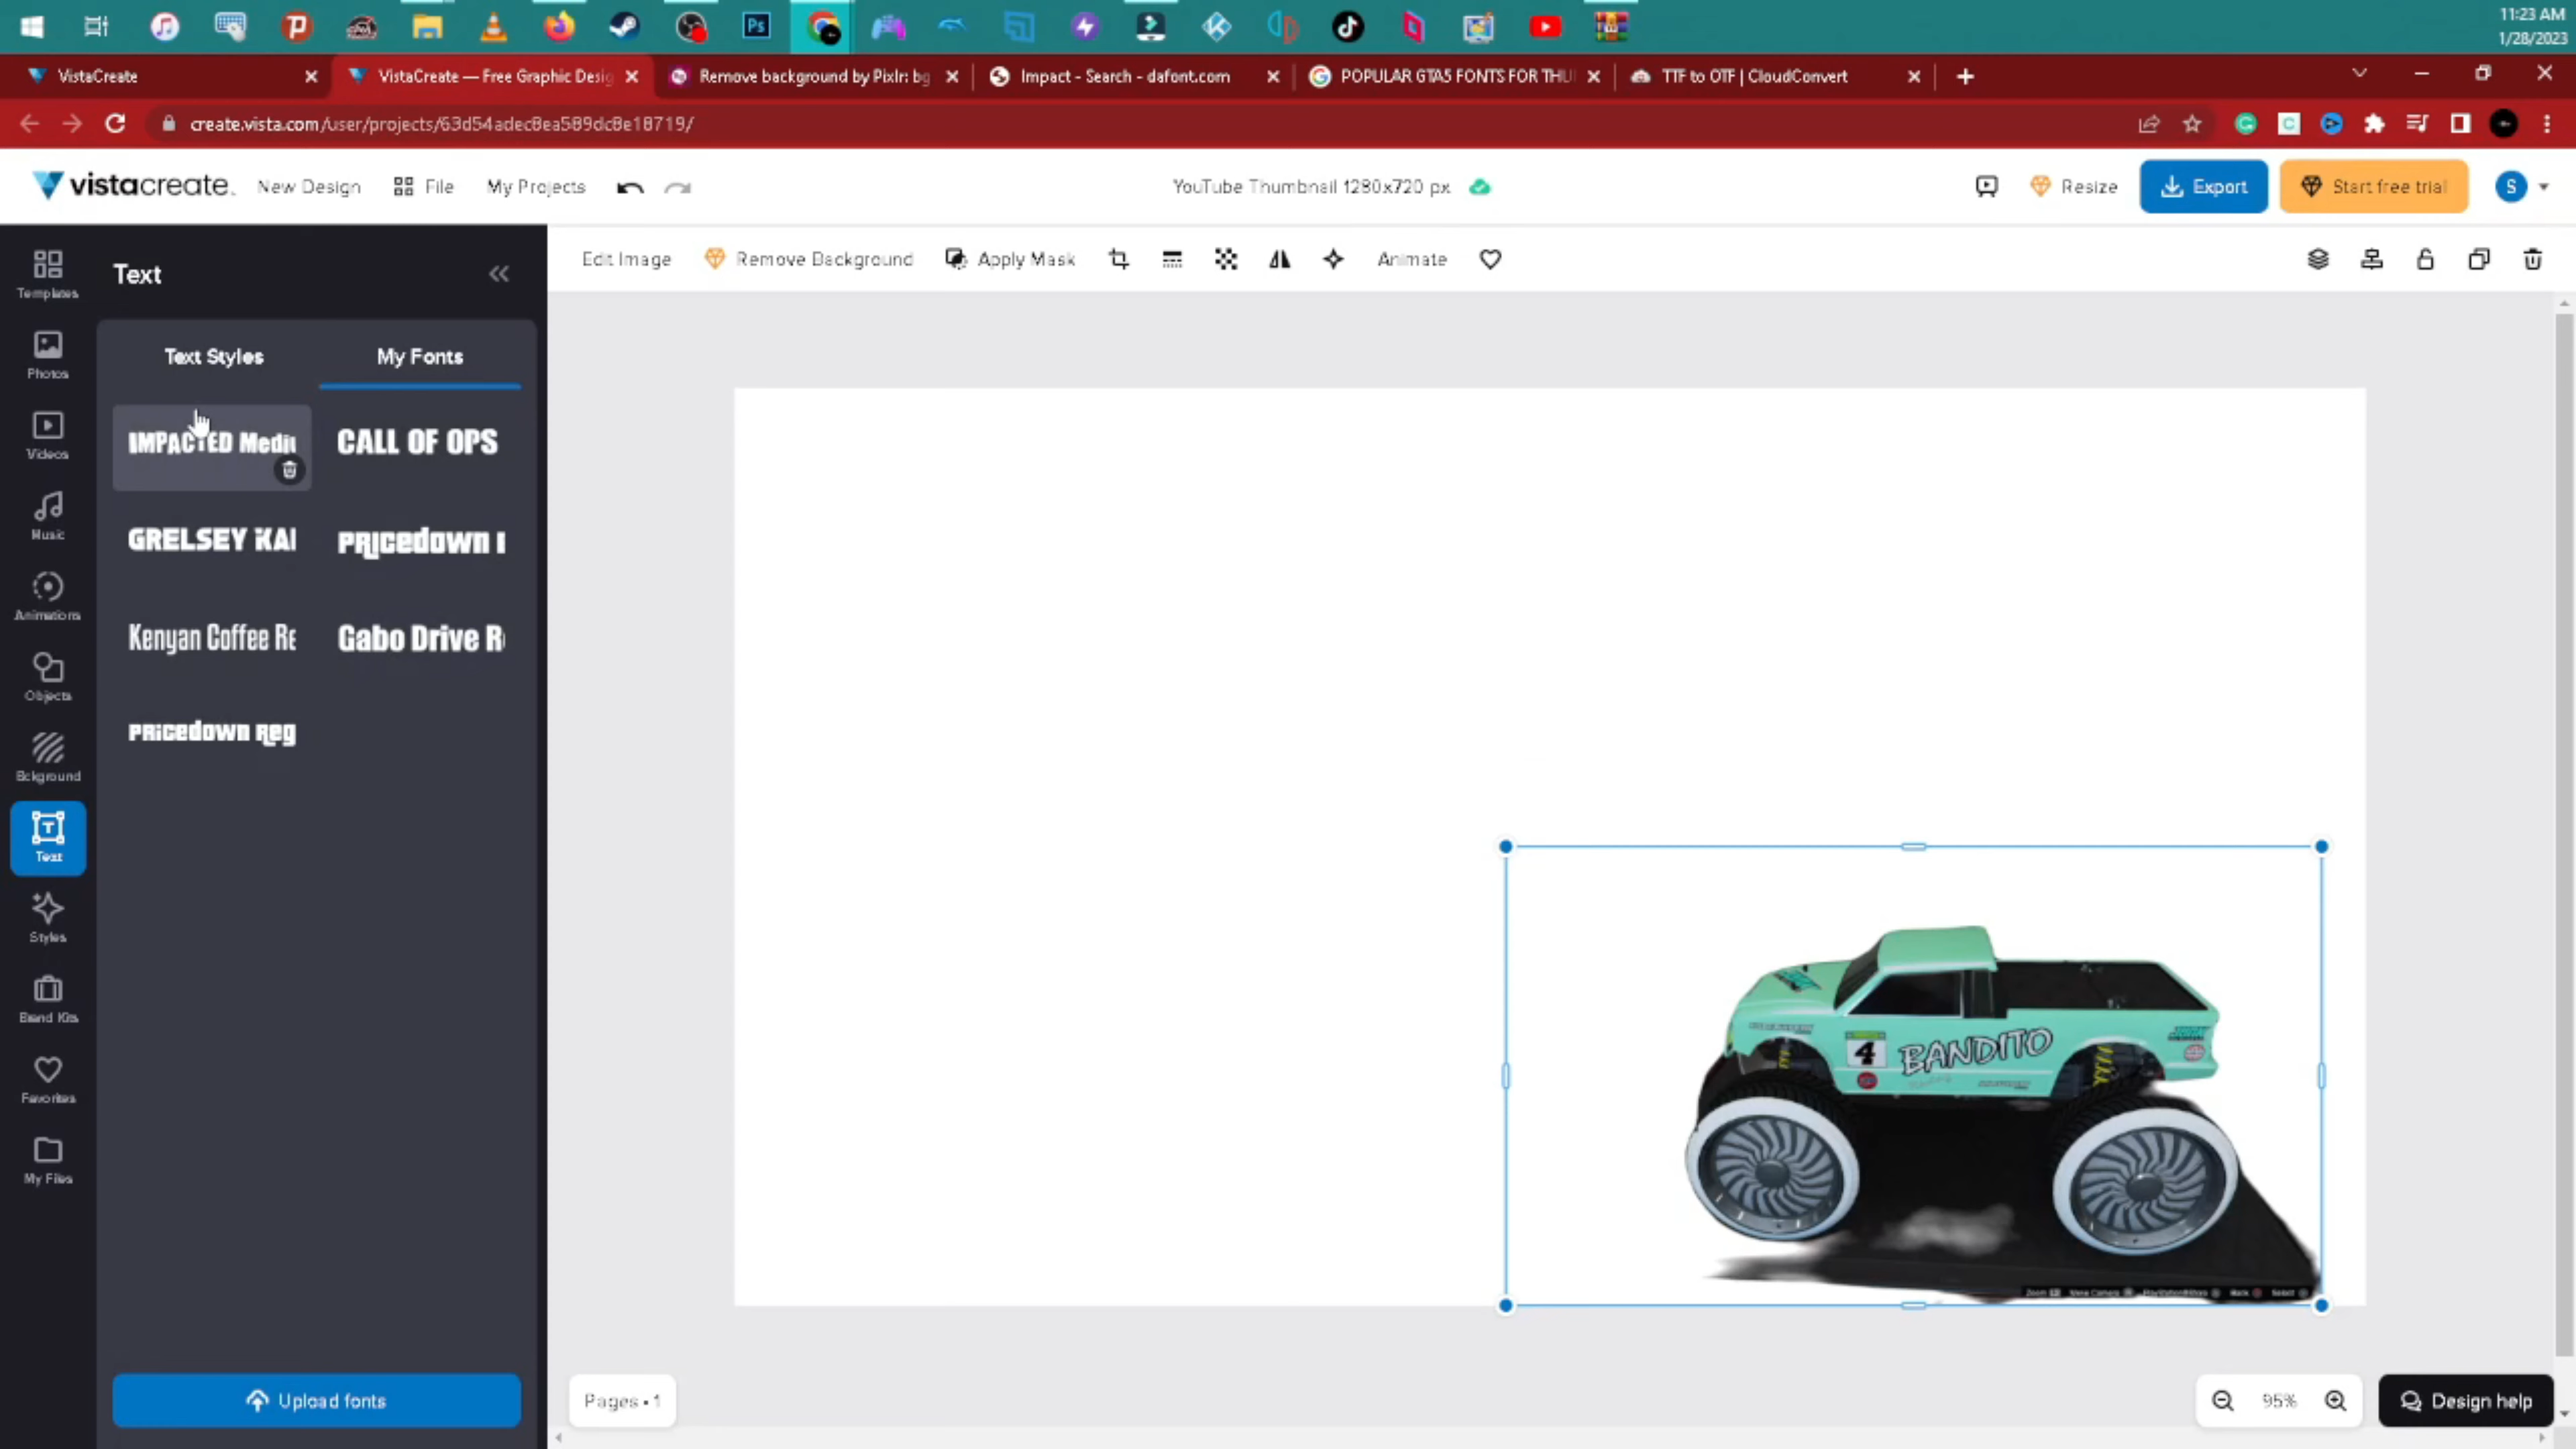 11:23 AM
1/28/2023
VistaCreate
VistaCreate — Free Graphic Desig
Remove background by Pixlr: bg
Impact - Search - dafont.com
POPULAR GTA5 FONTS FOR THU
TTF to OTF | CloudConvert
create.vista.com/user/projects/63d54adec8ea589dc8e18719/
vistacreate.
New Design
File
My Projects
YouTube Thumbnail 1280x720 px
Resize
Export
Start free trial
S
Edit Image
Remove Background
Apply Mask
Animate
Templates
Photos
Videos
Music
Animations
Objects
Bckground
Text
Styles
Brand Kits
Favorites
My Files
Text
Text Styles
My Fonts
IMPACTED Mediu
CALL OF OPS
GRELSEY KAI
Pricedown
Kenyan Coffee Re
Gabo Drive R
Pricedown Reg
Upload fonts
4
BANDITO
Pages • 1
95%
Design help